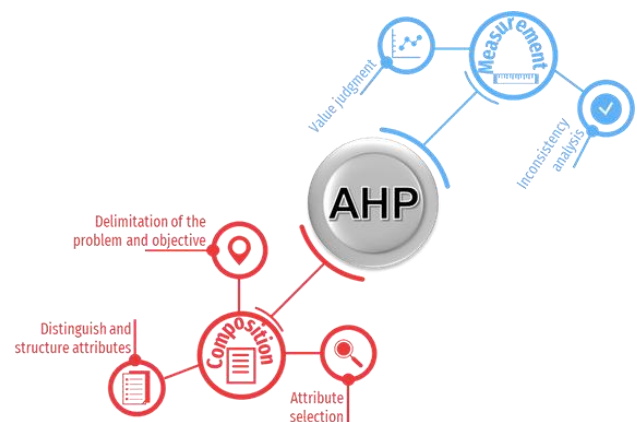 Measurement
Value judgment
Inconsistency
analysis
AHP
Delimitation of the
problem and objective
Composition
Distinguish and
structure attributes
Attribute
selection